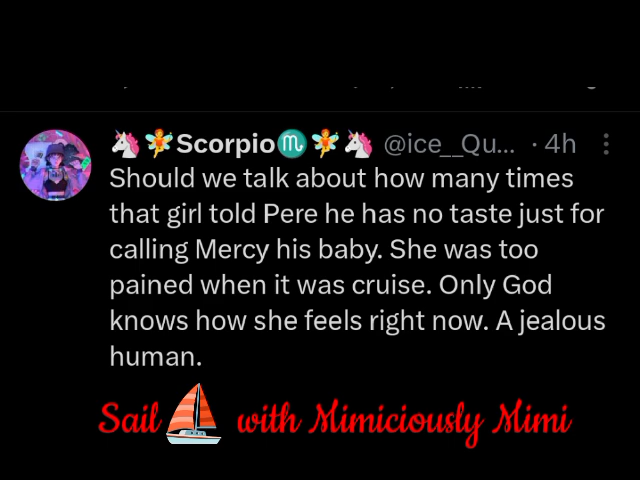 🦄🧚Scorpio♏🧚🦄 @ice__Qu... · 4h
Should we talk about how many times
that girl told Pere he has no taste just for
calling Mercy his baby. She was too
pained when it was cruise. Only God
knows how she feels right now. A jealous
human.
Sail⛵ with Mimiciously Mimi